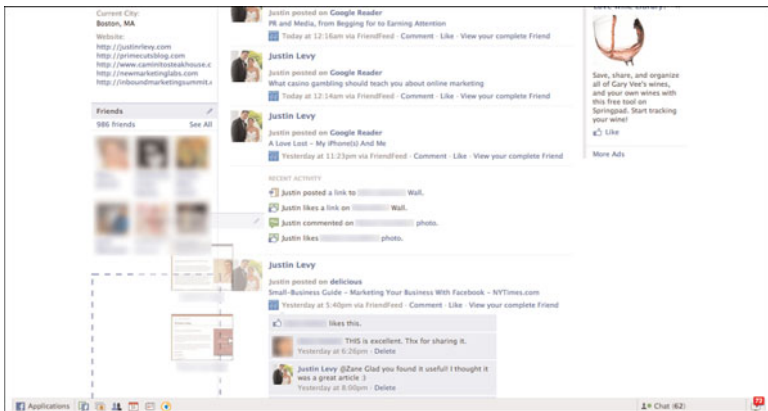 Current City:
Boston, MA
Website:
http://justinrlevy.com
http://primecutsblog.com
http://www.caminitosteakhouse.c
http://newmarketinglabs.com
http://inboundmarketingsummit.
Friends
986 friends See All
Justin posted on Google Reader
PR and Media, from Begging for to Earning Attention
Today at 12:16am via FriendFeed · Comment · Like · View your complete Friend
Justin Levy
Justin posted on Google Reader
What casino gambling should teach you about online marketing
Today at 12:14am via FriendFeed · Comment · Like · View your complete Friend
Justin Levy
Justin posted on Google Reader
A Love Lost – My iPhone(s) And Me
Yesterday at 11:23pm via FriendFeed · Comment · Like · View your complete Friend
RECENT ACTIVITY
Justin posted a link to Wall.
Justin likes a link on Wall.
Justin commented on photo.
Justin likes photo.
Justin Levy
Justin posted on delicious
Small-Business Guide – Marketing Your Business With Facebook – NYTimes.com
Yesterday at 5:40pm via FriendFeed · Comment · Like · View your complete Friend
likes this.
THIS is excellent. Thx for sharing it.
Yesterday at 6:26pm · Delete
Justin Levy @Zane Glad you found it useful! I thought it
was a great article :)
Yesterday at 8:00pm · Delete
Love Wine Library?
Save, share, and organize
all of Gary Vee's wines,
and your own wines with
this free tool on
Springpad. Start tracking
your wine!
Like
More Ads
Applications
Chat (62)
73